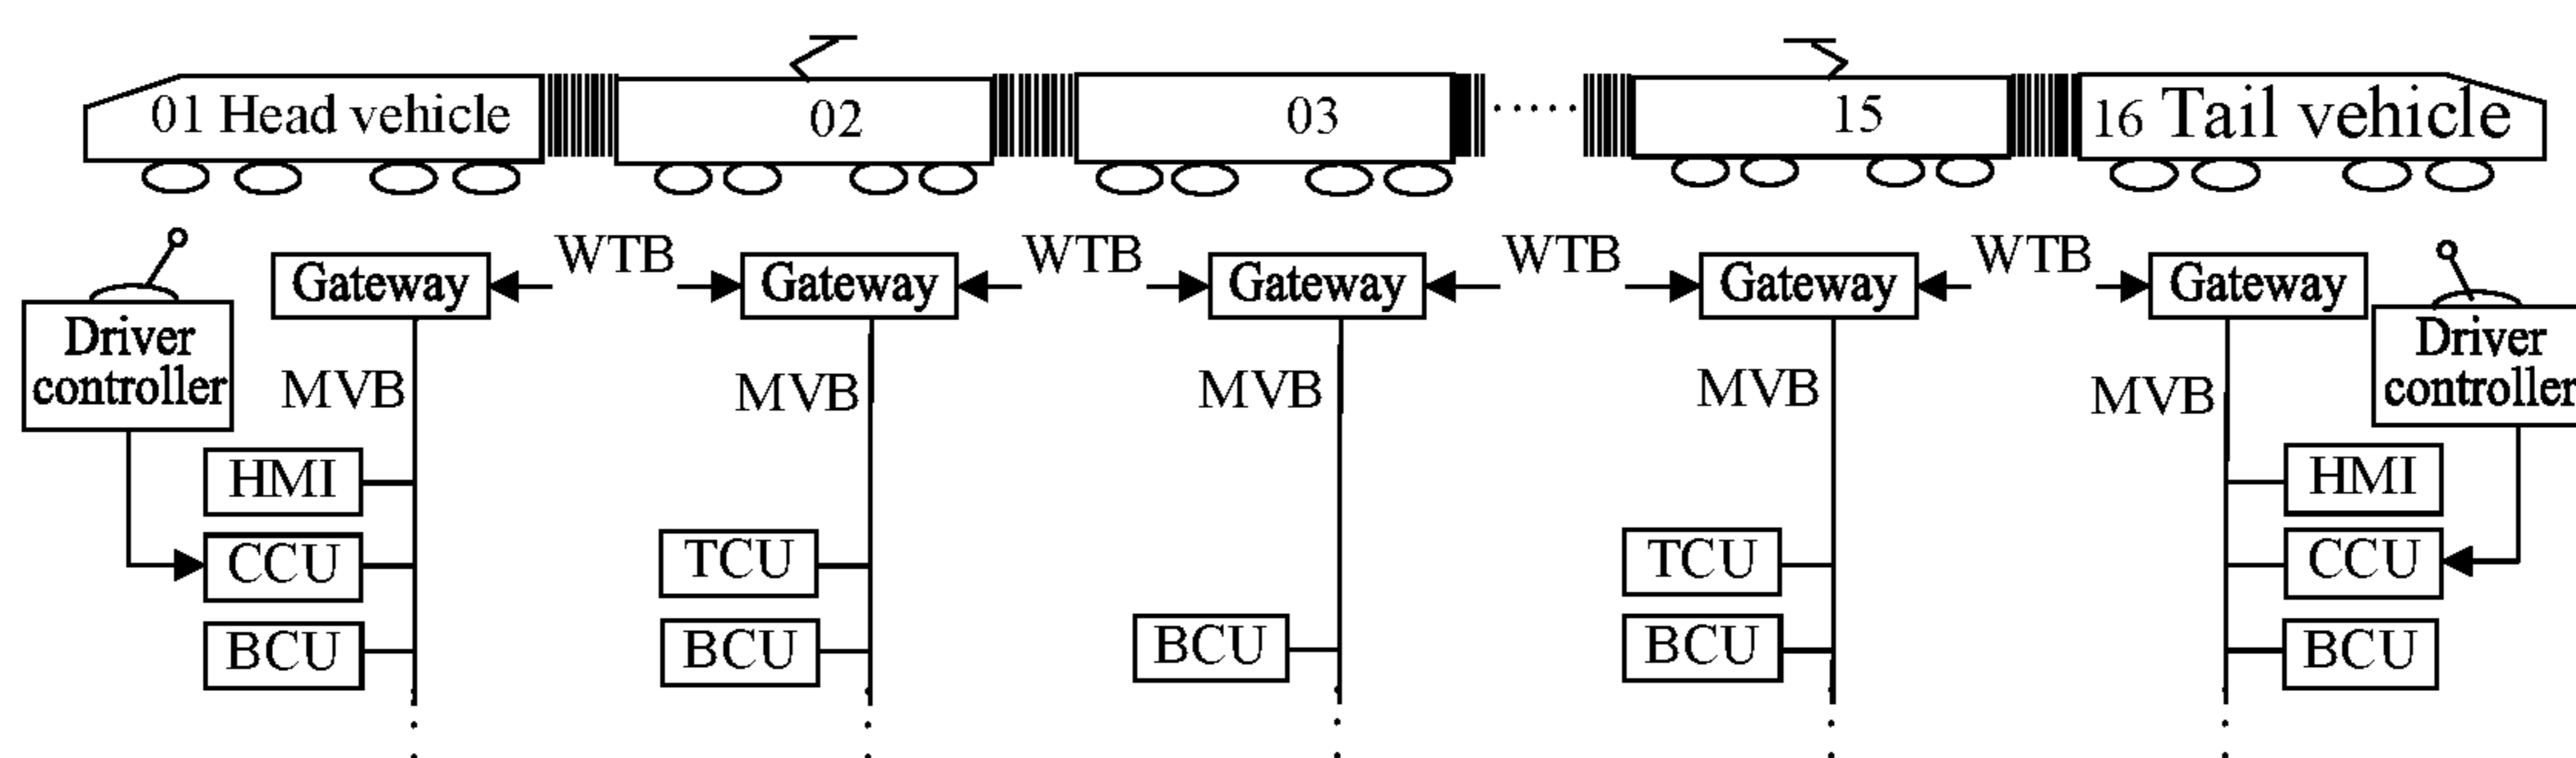 01 Head vehicle 02 03 ..... 15 16 Tail vehicle
Gateway WTB Gateway WTB Gateway WTB Gateway WTB Gateway
Driver
controller
MVB MVB MVB MVB MVB
Driver
controller
HMI HMI
CCU TCU TCU CCU
BCU BCU BCU BCU BCU